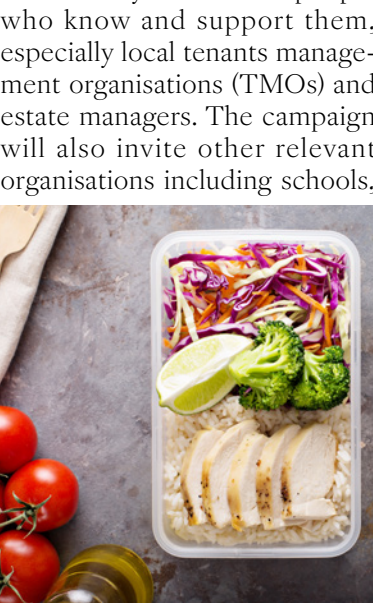 who know and support them,
especially local tenants manage-
ment organisations (TMOs) and
estate managers. The campaign
will also invite other relevant
organisations including schools,